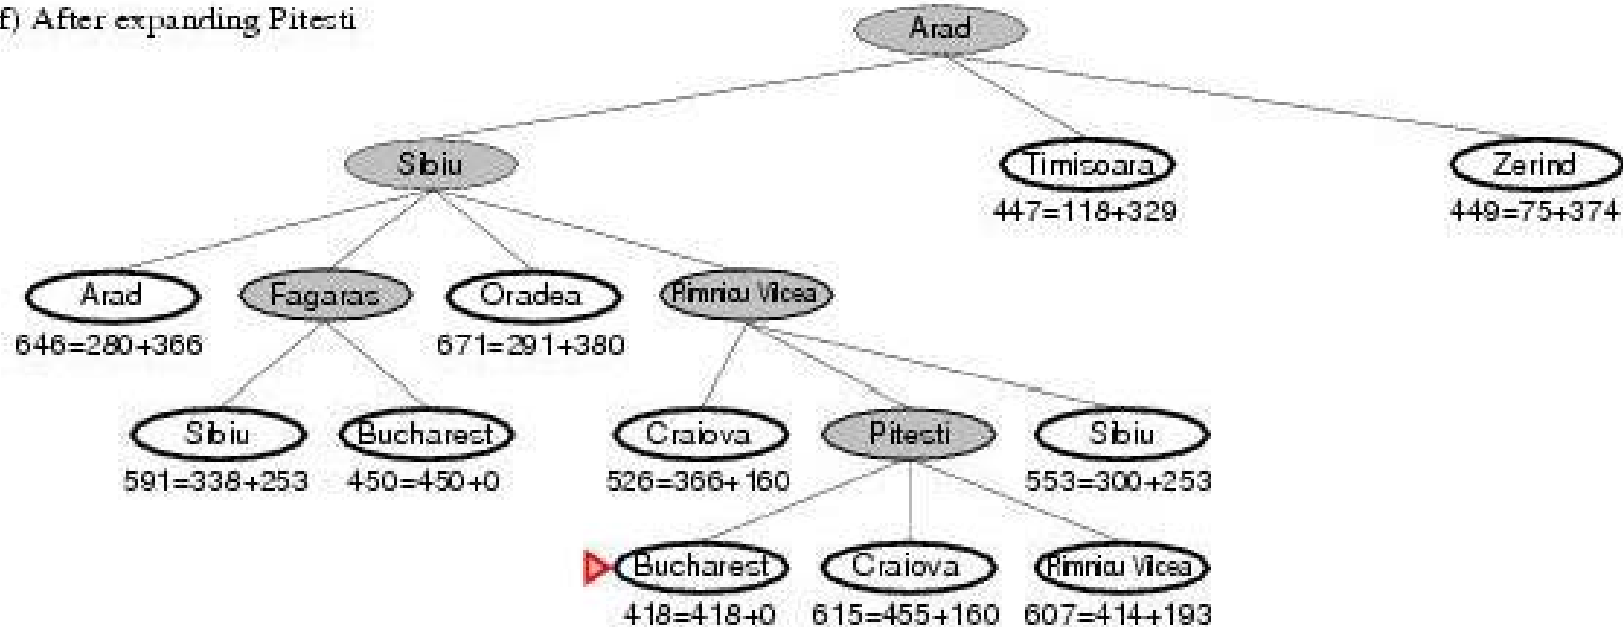 f) After expanding Pitesti
Arad
Sibiu
Timisoara
Zerind
447=118+329
449=75+374
Arad
Fagaras
Oradea
Rimnicu Vilcea
646=280+366
671=291+380
Sibiu
Bucharest
Craiova
Pitesti
Sibiu
591=338+253
450=450+0
526=366+160
553=300+253
Bucharest
Craiova
Rimnicu Vilcea
418=418+0
615=455+160
607=414+193